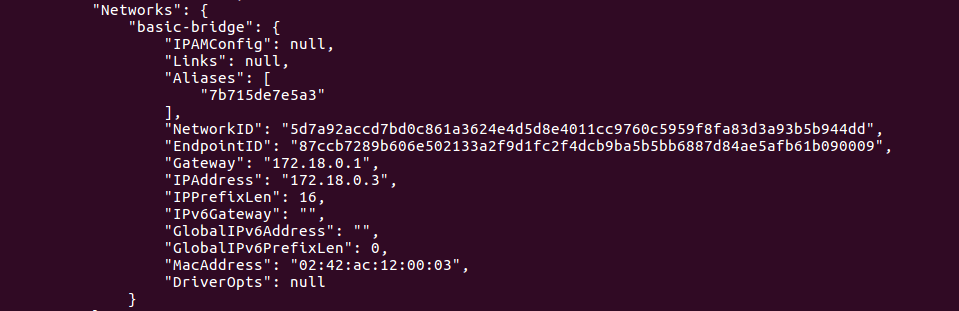 "Networks": {
"basic-bridge": {
"IPAMConfig": null,
"Links": null,
"Aliases": [
"7b715de7e5a3"
],
"NetworkID": "5d7a92accd7bd0c861a3624e4d5d8e4011cc9760c5959f8fa83d3a93b5b944dd",
"EndpointID": "87ccb7289b606e502133a2f9d1fc2f4dcb9ba5b5bb6887d84ae5afb61b090009",
"Gateway": "172.18.0.1",
"IPAddress": "172.18.0.3",
"IPPrefixLen": 16,
"IPv6Gateway": "",
"GlobalIPv6Address": "",
"GlobalIPv6PrefixLen": 0,
"MacAddress": "02:42:ac:12:00:03",
"DriverOpts": null
}